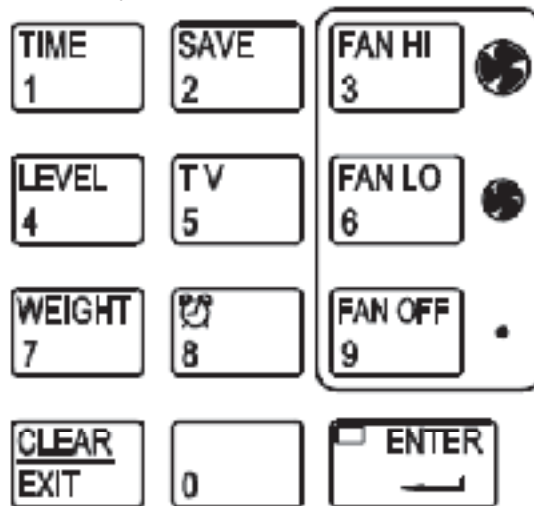 TIME
1
SAVE
2
FAN HI
3
LEVEL
4
T V
5
FAN LO
6
WEIGHT
7
8
FAN OFF
9
CLEAR
EXIT
0
ENTER